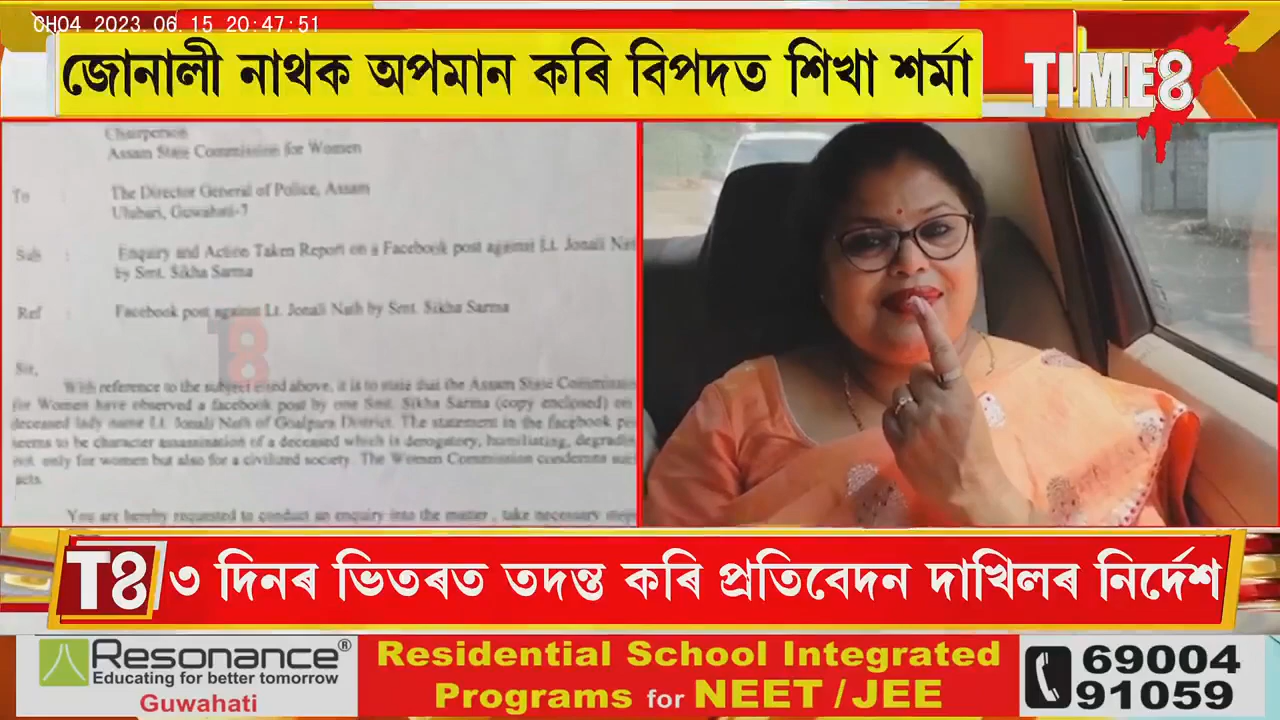 CH04 2023.06.15 20:47:51
জোনালী নাথক অপমান কৰি বিপদত শিখা শৰ্মা
TIME8
Chairperson
Assam State Commission for Women
To : The Director General of Police, Assam
Ulubari, Guwahati-7
Sub : Enquiry and Action Taken Report on a Facebook post against Lt. Jonali Nat
by Smt. Sikha Sarma
Ref : Facebook post against Lt. Jonali Nath by Smt. Sikha Sarma
T8
Sir,
With reference to the subject cited above, it is to state that the Assam State Commissi
for Women have observed a facebook post by one Smt. Sikha Sarma (copy enclosed) on
deceased lady name Lt. Jonali Nath of Goalpara District. The statement in the facebook po
seems to be character assassination of a deceased which is derogatory, humiliating, degradin
not only for women but also for a civilized society. The Women Commission condemns suc
acts.
You are hereby requested to conduct an enquiry into the matter, take necessary steps
T8
৩ দিনৰ ভিতৰত তদন্ত কৰি প্ৰতিবেদন দাখিলৰ নিৰ্দেশ
Resonance®
Educating for better tomorrow
Guwahati
Residential School Integrated
Programs for NEET / JEE
69004
91059